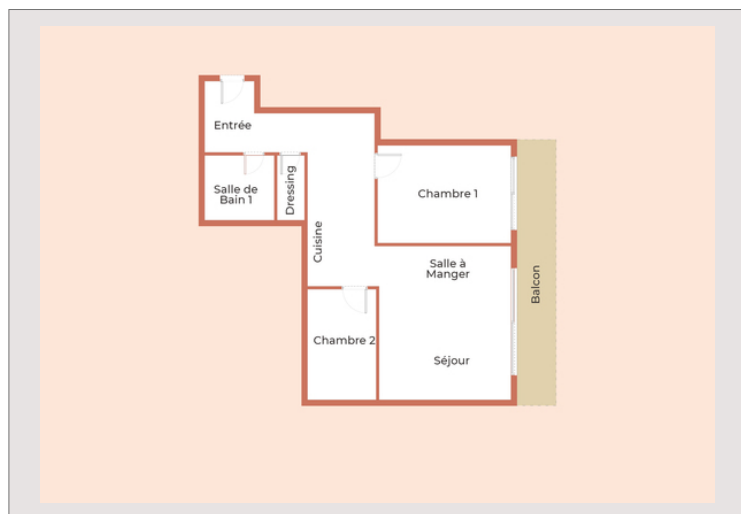 Entrée
Salle de
Bain 1
Dressing
Chambre 1
Cuisine
Salle à
Manger
Balcon
Chambre 2
Séjour